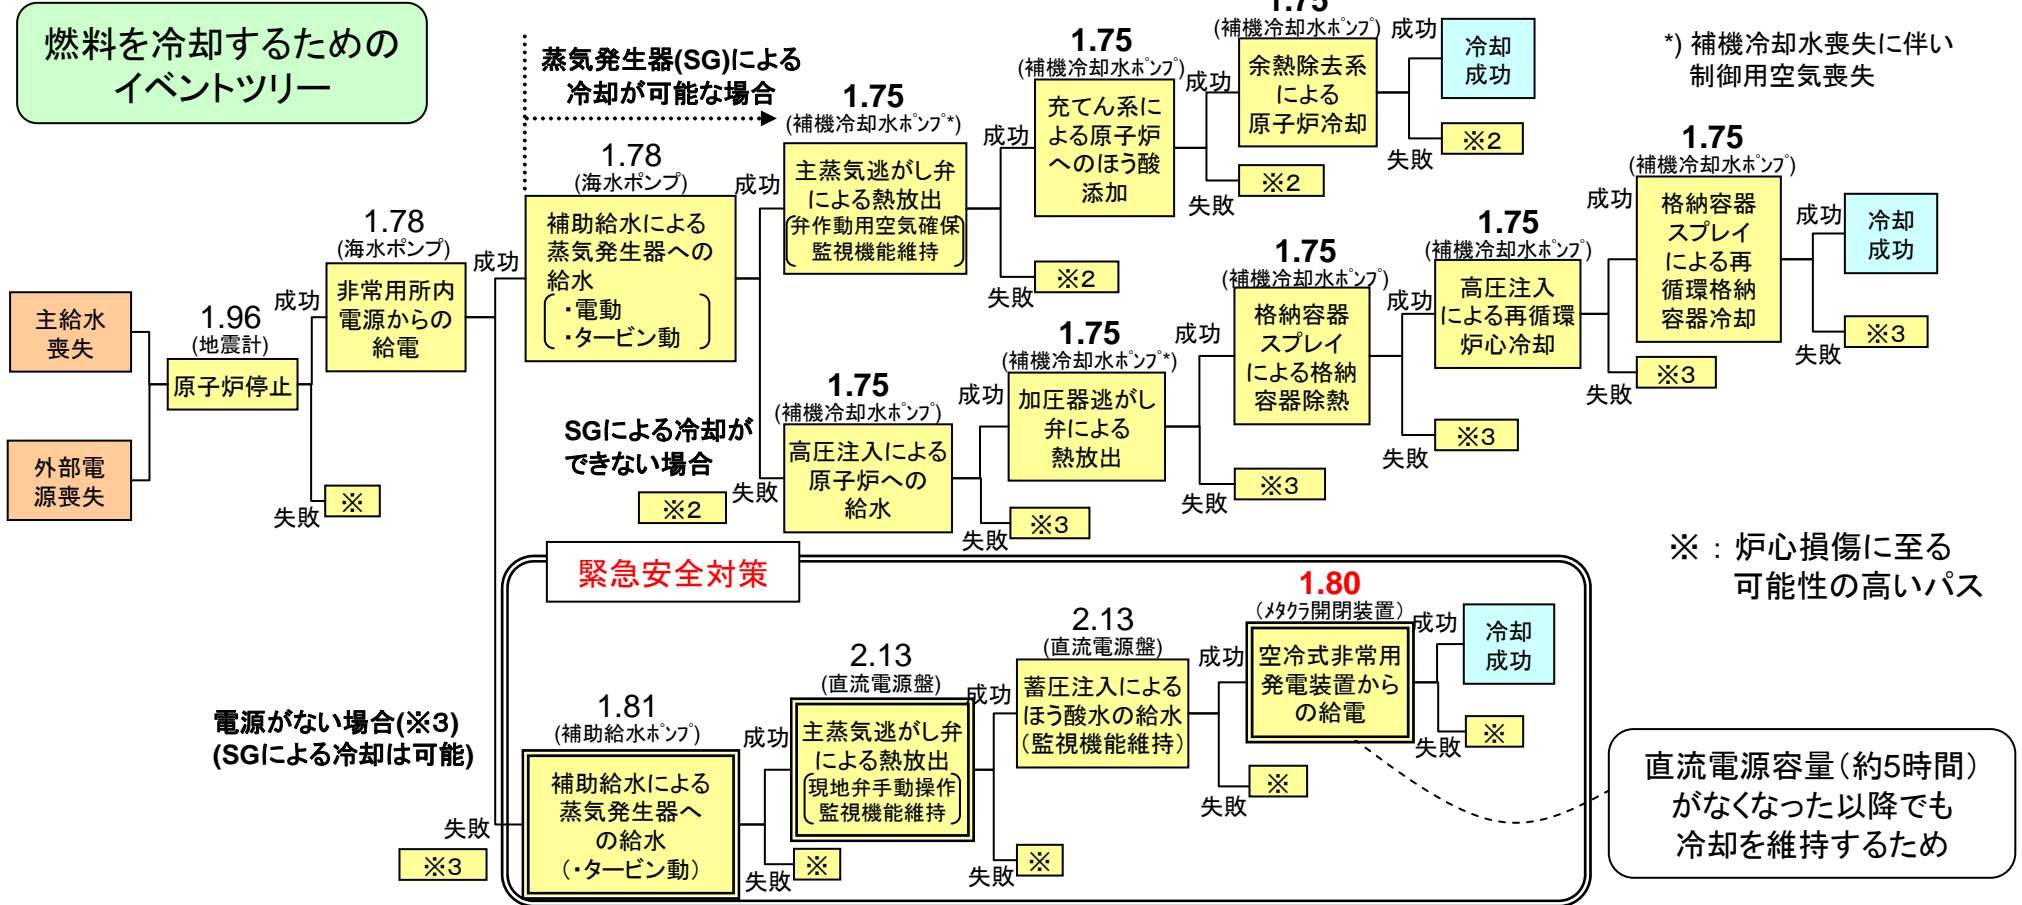 燃料を冷却するための
イベントツリー
蒸気発生器(SG)による
冷却が可能な場合
*) 補機冷却水喪失に伴い
制御用空気喪失
主給水
喪失
外部電
源喪失
1.96
(地震計)
原子炉停止
成功
失敗
※
1.78
(海水ポンプ)
非常用所内
電源からの
給電
成功
失敗
※3
1.78
(海水ポンプ)
補助給水による
蒸気発生器への
給水
・電動
・タービン動
成功
失敗
※2
1.75
(補機冷却水ﾎﾟﾝﾌﾟ*)
主蒸気逃がし弁
による熱放出
弁作動用空気確保
監視機能維持
成功
失敗
※2
1.75
(補機冷却水ﾎﾟﾝﾌﾟ)
充てん系に
よる原子炉
へのほう酸
添加
成功
失敗
※2
1.75
(補機冷却水ﾎﾟﾝﾌﾟ)
余熱除去系
による
原子炉冷却
成功
失敗
※2
冷却
成功
SGによる冷却が
できない場合
1.75
(補機冷却水ﾎﾟﾝﾌﾟ)
高圧注入による
原子炉への
給水
成功
失敗
※3
1.75
(補機冷却水ﾎﾟﾝﾌﾟ*)
加圧器逃がし
弁による
熱放出
成功
失敗
※3
1.75
(補機冷却水ﾎﾟﾝﾌﾟ)
格納容器
スプレイ
による格納
容器除熱
成功
失敗
※3
1.75
(補機冷却水ﾎﾟﾝﾌﾟ)
高圧注入
による再循環
炉心冷却
成功
失敗
※3
1.75
(補機冷却水ﾎﾟﾝﾌﾟ)
格納容器
スプレイ
による再
循環格納
容器冷却
成功
失敗
※3
冷却
成功
※：炉心損傷に至る
可能性の高いパス
緊急安全対策
電源がない場合(※3)
(SGによる冷却は可能)
1.81
(補助給水ﾎﾟﾝﾌﾟ)
補助給水による
蒸気発生器へ
の給水
(・タービン動)
成功
失敗
※
2.13
(直流電源盤)
主蒸気逃がし弁
による熱放出
現地弁手動操作
監視機能維持
成功
失敗
※
2.13
(直流電源盤)
蓄圧注入による
ほう酸水の給水
(監視機能維持)
成功
失敗
※
1.80
(ﾒﾀｸﾗ開閉装置)
空冷式非常用
発電装置から
の給電
成功
失敗
※
冷却
成功
直流電源容量(約5時間)
がなくなった以降でも
冷却を維持するため